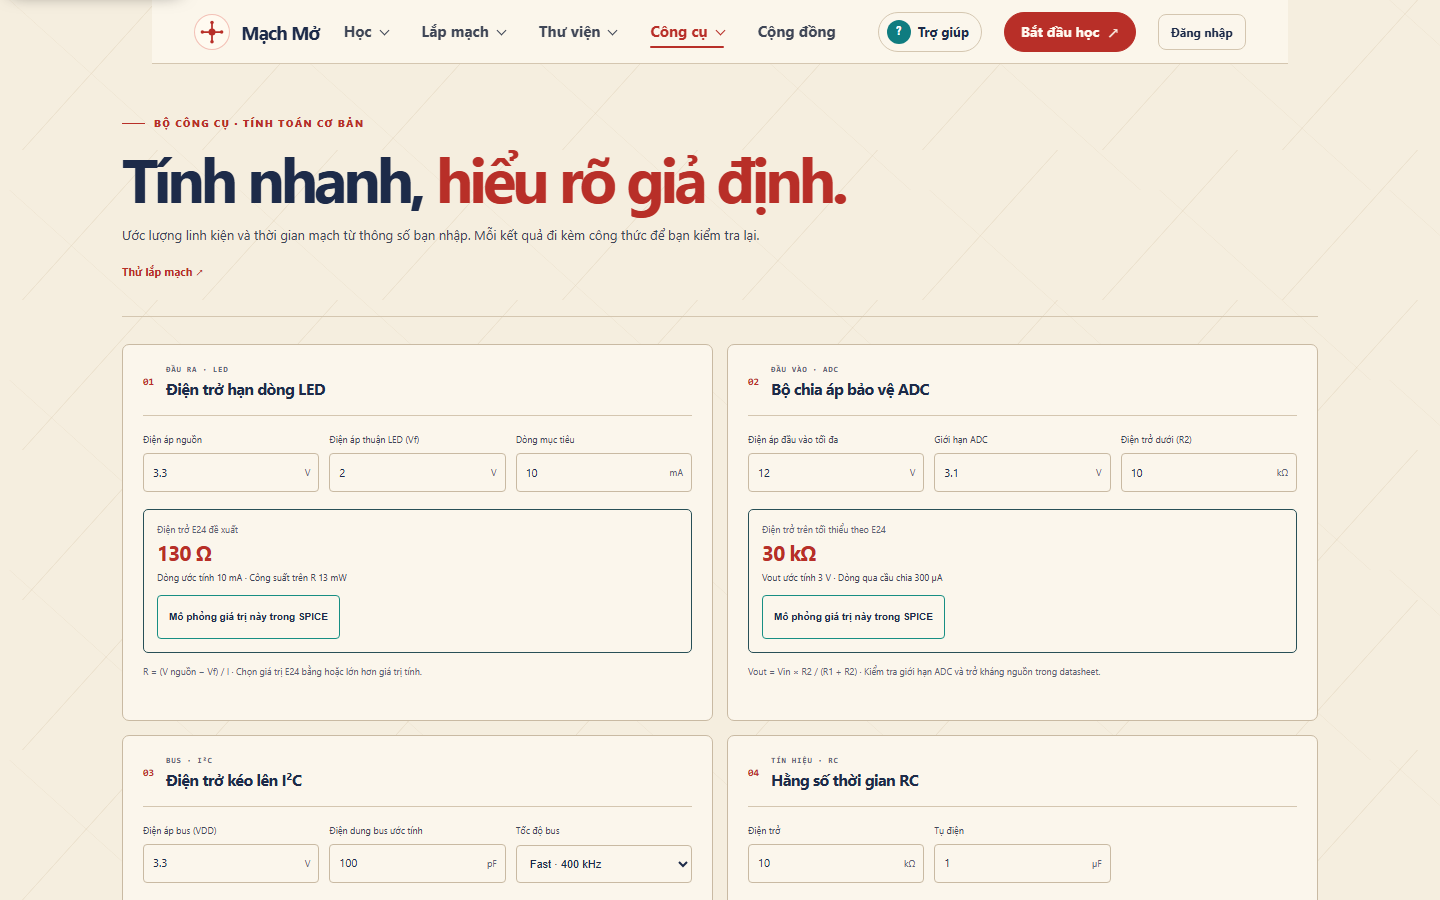 Mạch Mở
Học
Lắp mạch
Thư viện
Công cụ
Cộng đồng
? Trợ giúp
Bắt đầu học ↗
Đăng nhập
BỘ CÔNG CỤ · TÍNH TOÁN CƠ BẢN
Tính nhanh, hiểu rõ giả định.
Ước lượng linh kiện và thời gian mạch từ thông số bạn nhập. Mỗi kết quả đi kèm công thức để bạn kiểm tra lại.
Thử lắp mạch ↗
01
ĐẦU RA · LED
Điện trở hạn dòng LED
Điện áp nguồn
Điện áp thuận LED (Vf)
Dòng mục tiêu
3.3 V
2 V
10 mA
Điện trở E24 đề xuất
130 Ω
Dòng ước tính 10 mA · Công suất trên R 13 mW
Mô phỏng giá trị này trong SPICE
R = (V nguồn − Vf) / I · Chọn giá trị E24 bằng hoặc lớn hơn giá trị tính.
02
ĐẦU VÀO · ADC
Bộ chia áp bảo vệ ADC
Điện áp đầu vào tối đa
Giới hạn ADC
Điện trở dưới (R2)
12 V
3.1 V
10 kΩ
Điện trở trên tối thiểu theo E24
30 kΩ
Vout ước tính 3 V · Dòng qua cầu chia 300 µA
Mô phỏng giá trị này trong SPICE
Vout = Vin × R2 / (R1 + R2) · Kiểm tra giới hạn ADC và trở kháng nguồn trong datasheet.
03
BUS · I²C
Điện trở kéo lên I²C
Điện áp bus (VDD)
Điện dung bus ước tính
Tốc độ bus
3.3 V
100 pF
Fast · 400 kHz
04
TÍN HIỆU · RC
Hằng số thời gian RC
Điện trở
Tụ điện
10 kΩ
1 µF